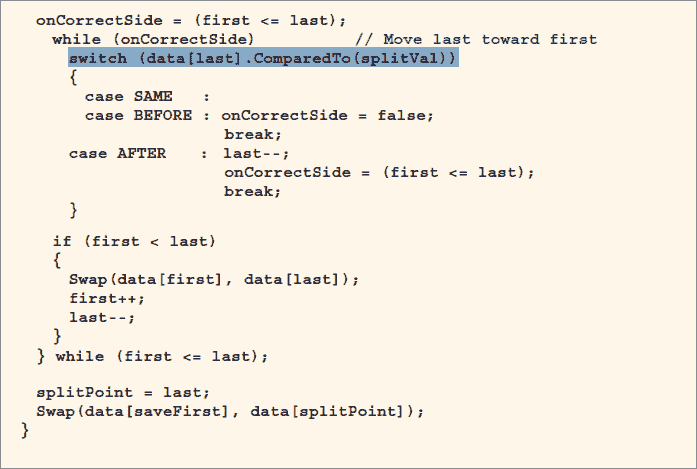 onCorrectSide = (first <= last);
while (onCorrectSide) // Move last toward first
switch (data[last].ComparedTo(splitVal))
{
case SAME :
case BEFORE : onCorrectSide = false;
break;
case AFTER : last--;
onCorrectSide = (first <= last);
break;
}
if (first < last)
{
Swap(data[first], data[last]);
first++;
last--;
}
} while (first <= last);
splitPoint = last;
Swap(data[saveFirst], data[splitPoint]);
}